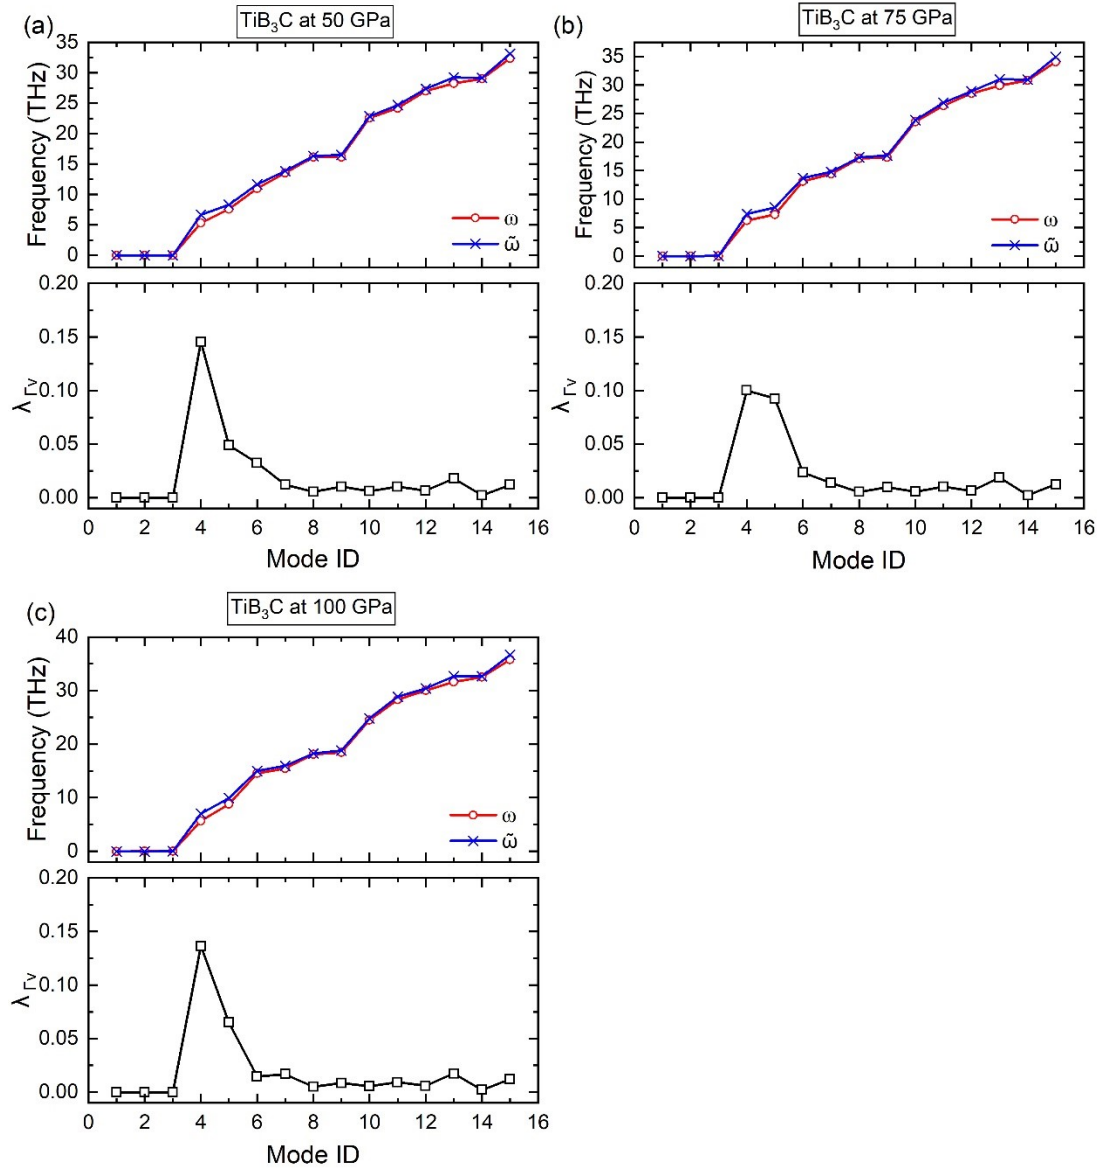 (a) TiB₃C at 50 GPa
35
30
25
20
15
10
5
0
Frequency (THz)
ω
ω̃
0.20
0.15
0.10
0.05
0.00
λΓν
0 2 4 6 8 10 12 14 16
Mode ID
(b) TiB₃C at 75 GPa
35
30
25
20
15
10
5
0
Frequency (THz)
ω
ω̃
0.20
0.15
0.10
0.05
0.00
λΓν
0 2 4 6 8 10 12 14 16
Mode ID
(c) TiB₃C at 100 GPa
40
30
20
10
0
Frequency (THz)
ω
ω̃
0.20
0.15
0.10
0.05
0.00
λΓν
0 2 4 6 8 10 12 14 16
Mode ID